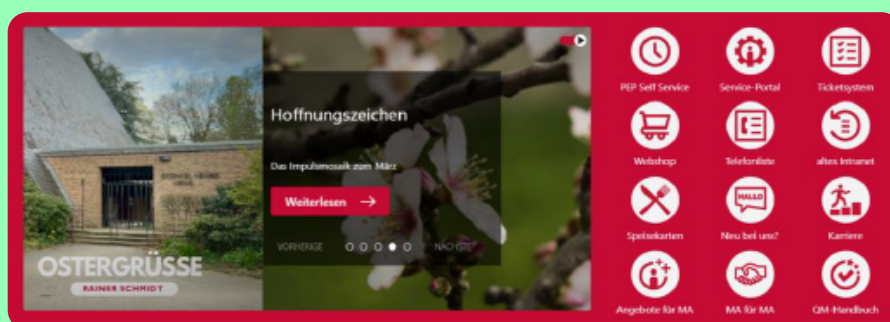 Hoffnungszeichen
Das Impulsmosaik zum März
Weiterlesen
VORHERIGE
NÄCHSTE
OSTERGRÜSSE
RAINER SCHMIDT
PEP Self Service
Service-Portal
Ticketsystem
Webshop
Telefonliste
altes Intranet
Speisekarten
HALLO
Neu bei uns?
Karriere
Angebote für MA
MA für MA
QM-Handbuch